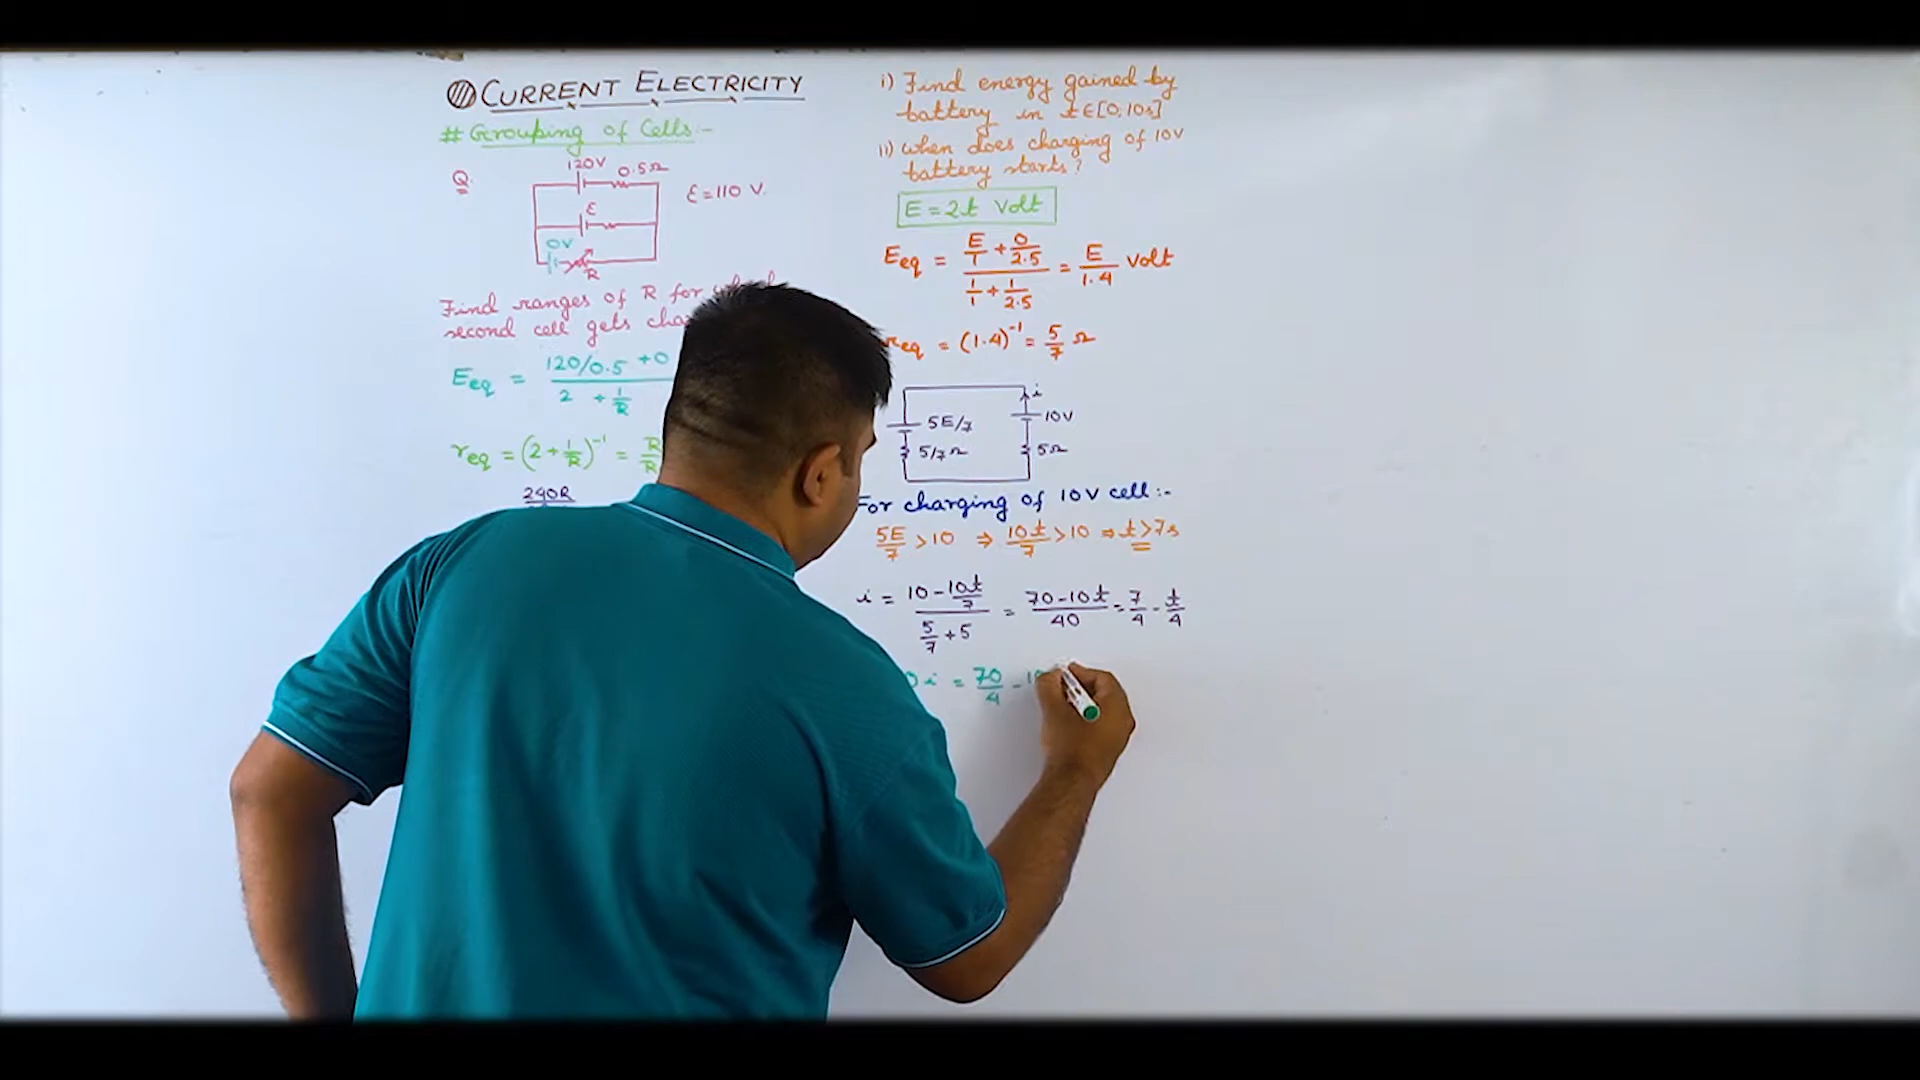 CURRENT ELECTRICITY
# Grouping of Cells:-
Q.
120V
0.5Ω
ε
ε = 110 V.
0V
R
Find ranges of R for
second cell gets
Eeq = (120/0.5 + 0)/(2 + 1/R)
req = (2 + 1/R)⁻¹ = R/
240R
i) Find energy gained by
battery in t∈[0,10s]
ii) When does charging of 10V
battery starts?
E = 2t Volt
Eeq = (E/1 + 0/2.5)/(1/1 + 1/2.5) = E/1.4 Volt
req = (1.4)⁻¹ = 5/7 Ω
i
5E/7
10V
5/7Ω
5Ω
For charging of 10V cell:-
5E/7 > 10 ⇒ 10t/7 > 10 ⇒ t > 7s
i = (10 - 10t/7)/(5/7 + 5) = (70 - 10t)/40 = 7/4 - t/4
i = 70/4 -